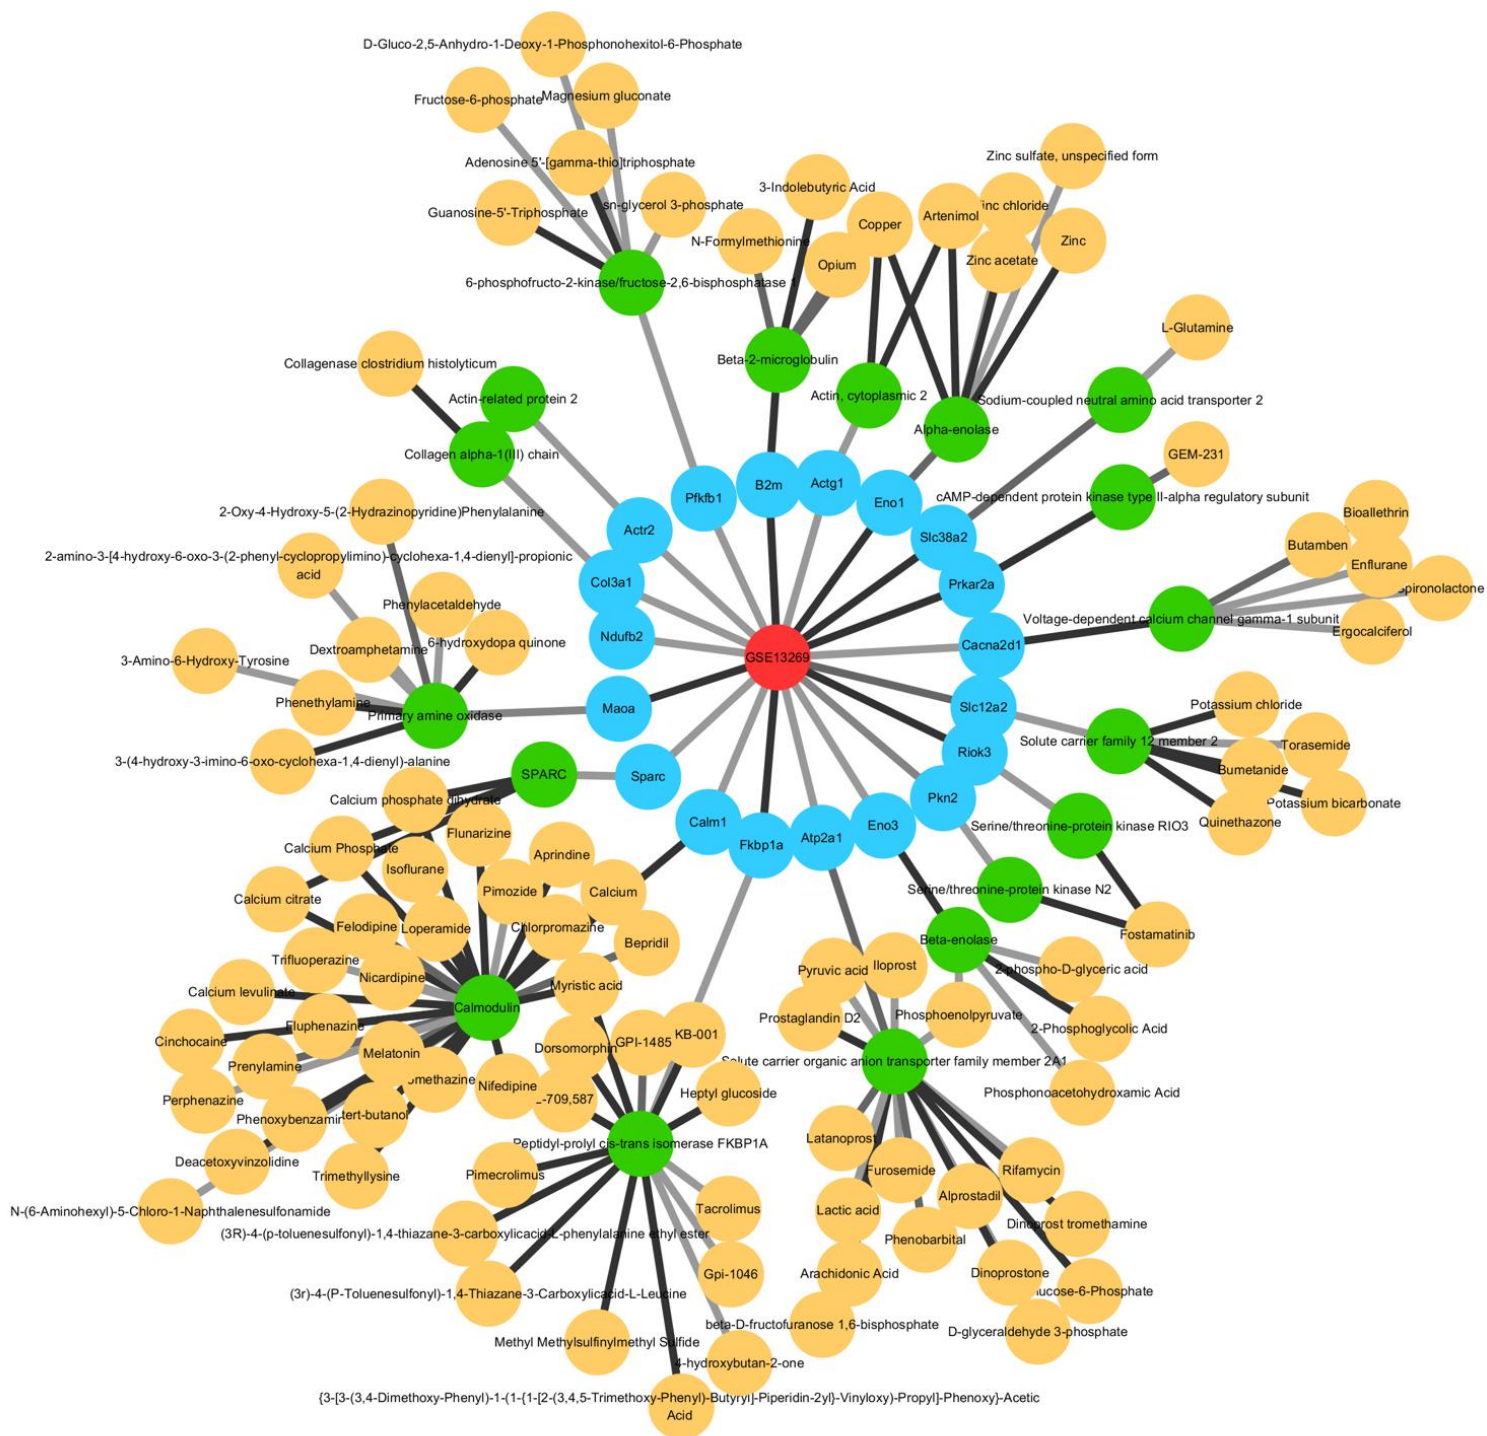 D-Gluco-2,5-Anhydro-1-Deoxy-1-Phosphonohexitol-6-Phosphate
Fructose-6-phosphate
Magnesium gluconate
Adenosine 5'-[gamma-thio]triphosphate
Zinc sulfate, unspecified form
3-Indolebutyric Acid
Guanosine-5'-Triphosphate
sn-glycerol 3-phosphate
Copper
Artenimol
inc chloride
N-Formylmethionine
Zinc
Opium
Zinc acetate
6-phosphofructo-2-kinase/fructose-2,6-bisphosphatase 1
L-Glutamine
Collagenase clostridium histolyticum
Beta-2-microglobulin
Actin-related protein 2
Actin, cytoplasmic 2
Sodium-coupled neutral amino acid transporter 2
Alpha-enolase
Collagen alpha-1(III) chain
GEM-231
Pfkfb1
B2m
Actg1
Eno1
cAMP-dependent protein kinase type II-alpha regulatory subunit
2-Oxy-4-Hydroxy-5-(2-Hydrazinopyridine)Phenylalanine
Bioallethrin
Actr2
Slc38a2
Butamben
2-amino-3-[4-hydroxy-6-oxo-3-(2-phenyl-cyclopropylimino)-cyclohexa-1,4-dienyl]-propionic
acid
Enflurane
Col3a1
Prkar2a
Spironolactone
Phenylacetaldehyde
Voltage-dependent calcium channel gamma-1 subunit
Ergocalciferol
Ndufb2
6-hydroxydopa quinone
Dextroamphetamine
Cacna2d1
GSE13269
3-Amino-6-Hydroxy-Tyrosine
Phenethylamine
Primary amine oxidase
Maoa
Slc12a2
Potassium chloride
Solute carrier family 12 member 2
Torasemide
Riok3
3-(4-hydroxy-3-imino-6-oxo-cyclohexa-1,4-dienyl)-alanine
SPARC
Sparc
Bumetanide
Pkn2
Calcium phosphate dihydrate
Potassium bicarbonate
Quinethazone
Calm1
Fkbp1a
Atp2a1
Eno3
Serine/threonine-protein kinase RIO3
Flunarizine
Calcium Phosphate
Aprindine
Isoflurane
Pimozide
Calcium
Serine/threonine-protein kinase N2
Calcium citrate
Felodipine
Loperamide
Chlorpromazine
Bepridil
Beta-enolase
Fostamatinib
Trifluoperazine
Nicardipine
Pyruvic acid
Iloprost
2-phospho-D-glyceric acid
Calcium levulinate
Myristic acid
Calmodulin
Prostaglandin D2
Phosphoenolpyruvate
2-Phosphoglycolic Acid
Fluphenazine
Cinchocaine
Melatonin
Dorsomorphin
GPI-1485
KB-001
Prenylamine
Solute carrier organic anion transporter family member 2A1
omethazine
Nifedipine
L-709,587
Heptyl glucoside
Phosphonoacetohydroxamic Acid
Perphenazine
Phenoxybenzamin
tert-butanol
Peptidyl-prolyl cis-trans isomerase FKBP1A
Latanoprost
Deacetoxyvinzolidine
Trimethyllysine
Pimecrolimus
Furosemide
Rifamycin
Alprostadil
N-(6-Aminohexyl)-5-Chloro-1-Naphthalenesulfonamide
Tacrolimus
Lactic acid
Dinoprost tromethamine
(3R)-4-(p-toluenesulfonyl)-1,4-thiazane-3-carboxylicacid-L-phenylalanine ethyl ester
Phenobarbital
Gpi-1046
Arachidonic Acid
Dinoprostone
(3r)-4-(P-Toluenesulfonyl)-1,4-Thiazane-3-Carboxylicacid-L-Leucine
ucose-6-Phosphate
beta-D-fructofuranose 1,6-bisphosphate
D-glyceraldehyde 3-phosphate
Methyl Methylsulfinylmethyl Sulfide
4-hydroxybutan-2-one
{3-[3-(3,4-Dimethoxy-Phenyl)-1-(1-{1-[2-(3,4,5-Trimethoxy-Phenyl)-Butyryl]-Piperidin-2yl}-Vinyloxy)-Propyl]-Phenoxy}-Acetic
Acid